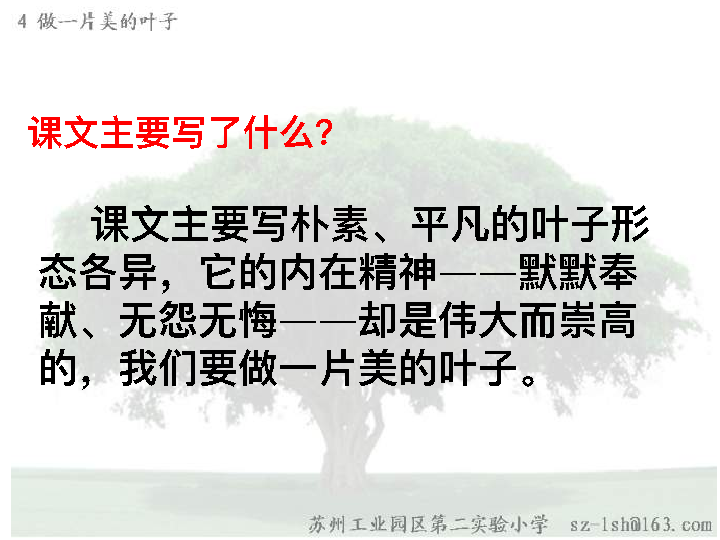 4 做一片美的叶子
课文主要写了什么？
课文主要写朴素、平凡的叶子形
态各异，它的内在精神——默默奉
献、无怨无悔——却是伟大而崇高
的，我们要做一片美的叶子。
苏州工业园区第二实验小学 sz-lsh@163.com